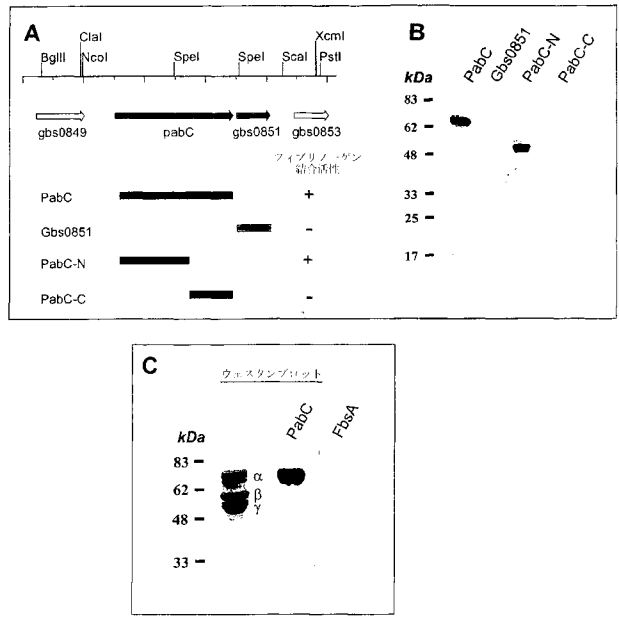 A
ClaI
XcmI
BglII
NcoI
SpeI
SpeI
ScaI
PstI
gbs0849
pabC
gbs0851
gbs0853
フィブリノーゲン
結合活性
PabC
+
Gbs0851
-
PabC-N
+
PabC-C
-
B
kDa
PabC
Gbs0851
PabC-N
PabC-C
83
62
48
33
25
17
C
ウェスタンブロット
kDa
PabC
FbsA
83
α
62
β
γ
48
33